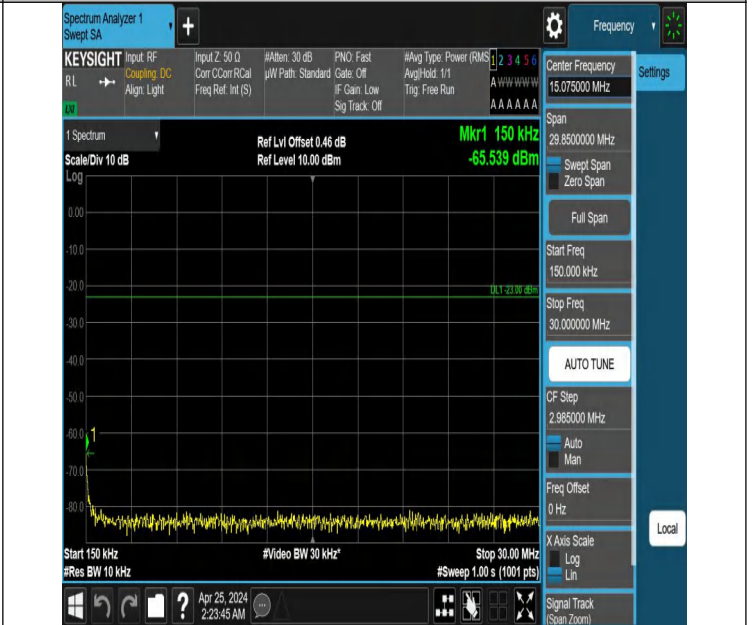 Spectrum Analyzer 1
Swept SA
+
Frequency
KEYSIGHT
RL
Input: RF
Coupling: DC
Align: Light
Input Z: 50 Ω
Corr CCorr RCal
Freq Ref: Int (S)
#Atten: 30 dB
µW Path: Standard
PNO: Fast
Gate: Off
IF Gain: Low
Sig Track: Off
#Avg Type: Power (RMS
Avg|Hold: 1/1
Trig: Free Run
1 2 3 4 5 6
A W W W W W
A A A A A A
1 Spectrum
Scale/Div 10 dB
Log
Ref Lvl Offset 0.46 dB
Ref Level 10.00 dBm
Mkr1 150 kHz
-65.539 dBm
0.00
-10.0
-20.0
DL1 -23.00 dBm
-30.0
-40.0
-50.0
-60.0
1
-70.0
-80.0
Start 150 kHz
#Video BW 30 kHz*
Stop 30.00 MHz
#Res BW 10 kHz
#Sweep 1.00 s (1001 pts)
?
Apr 25, 2024
2:23:45 AM
Center Frequency
15.075000 MHz
Settings
Span
29.8500000 MHz
Swept Span
Zero Span
Full Span
Start Freq
150.000 kHz
Stop Freq
30.000000 MHz
AUTO TUNE
CF Step
2.985000 MHz
Auto
Man
Freq Offset
0 Hz
X Axis Scale
Log
Lin
Local
Signal Track
(Span Zoom)